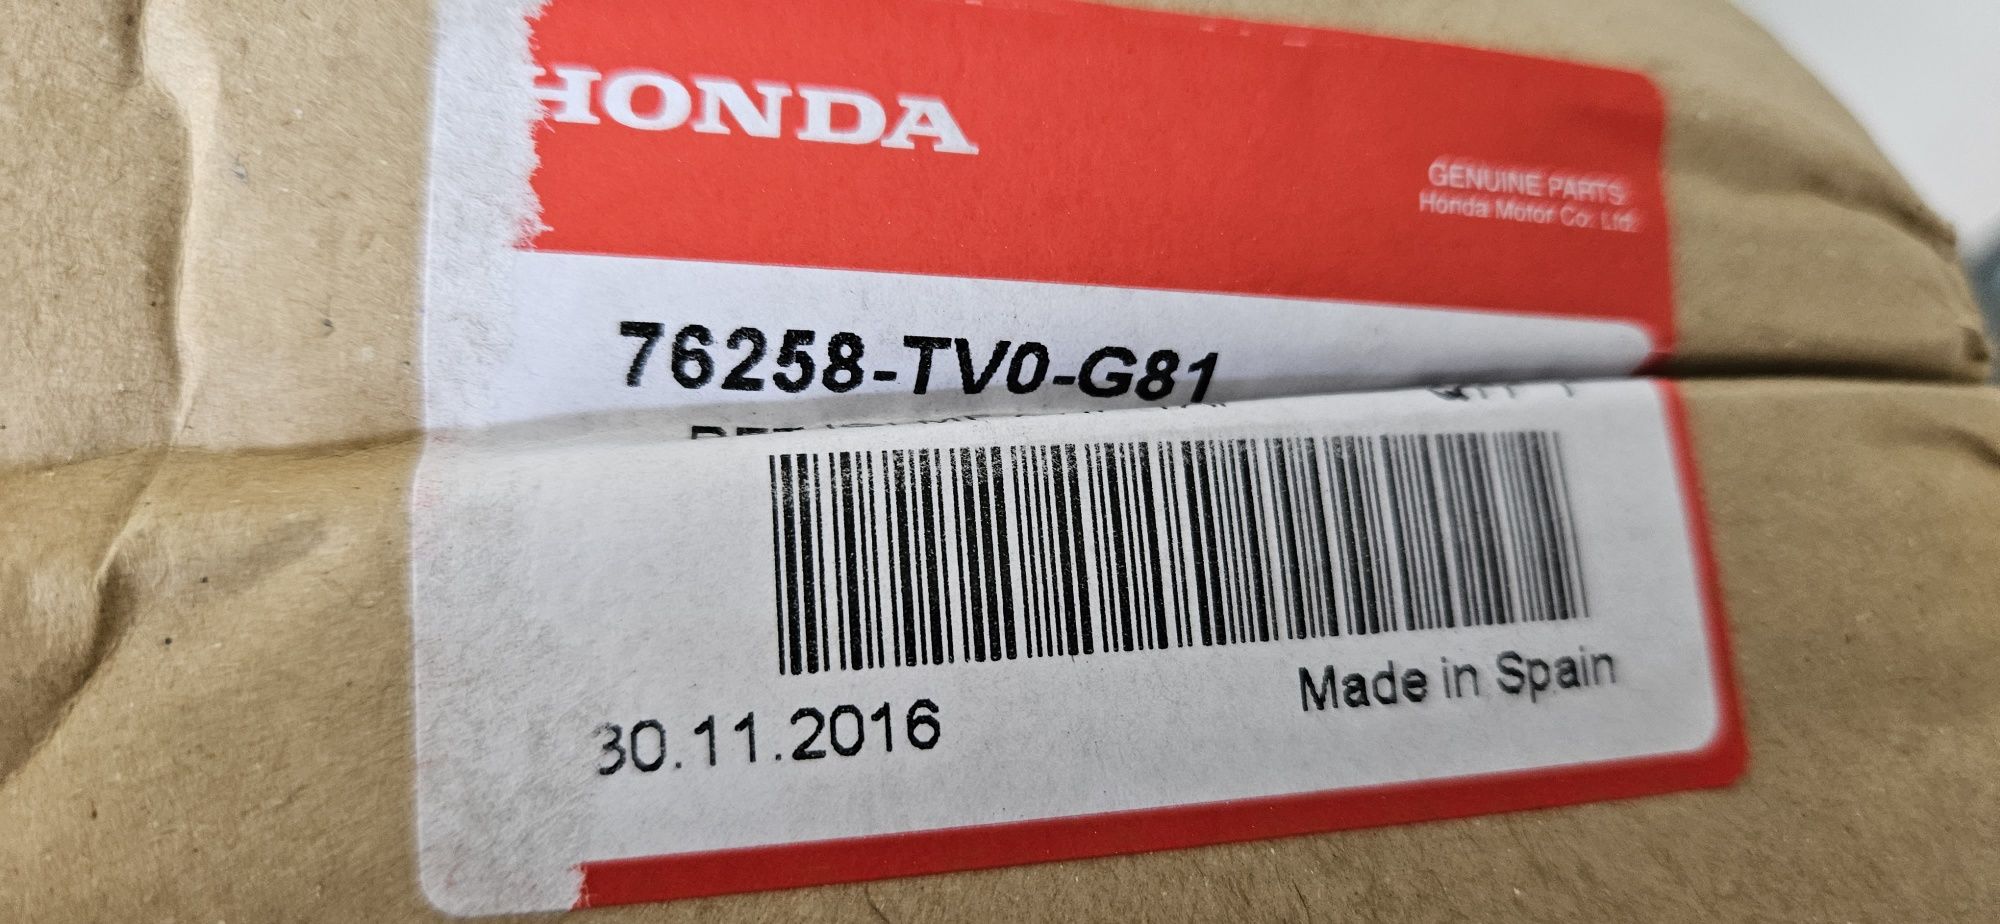 HONDA
GENUINE PARTS
Honda Motor Co. Ltd.
76258-TV0-G81
30.11.2016
Made in Spain